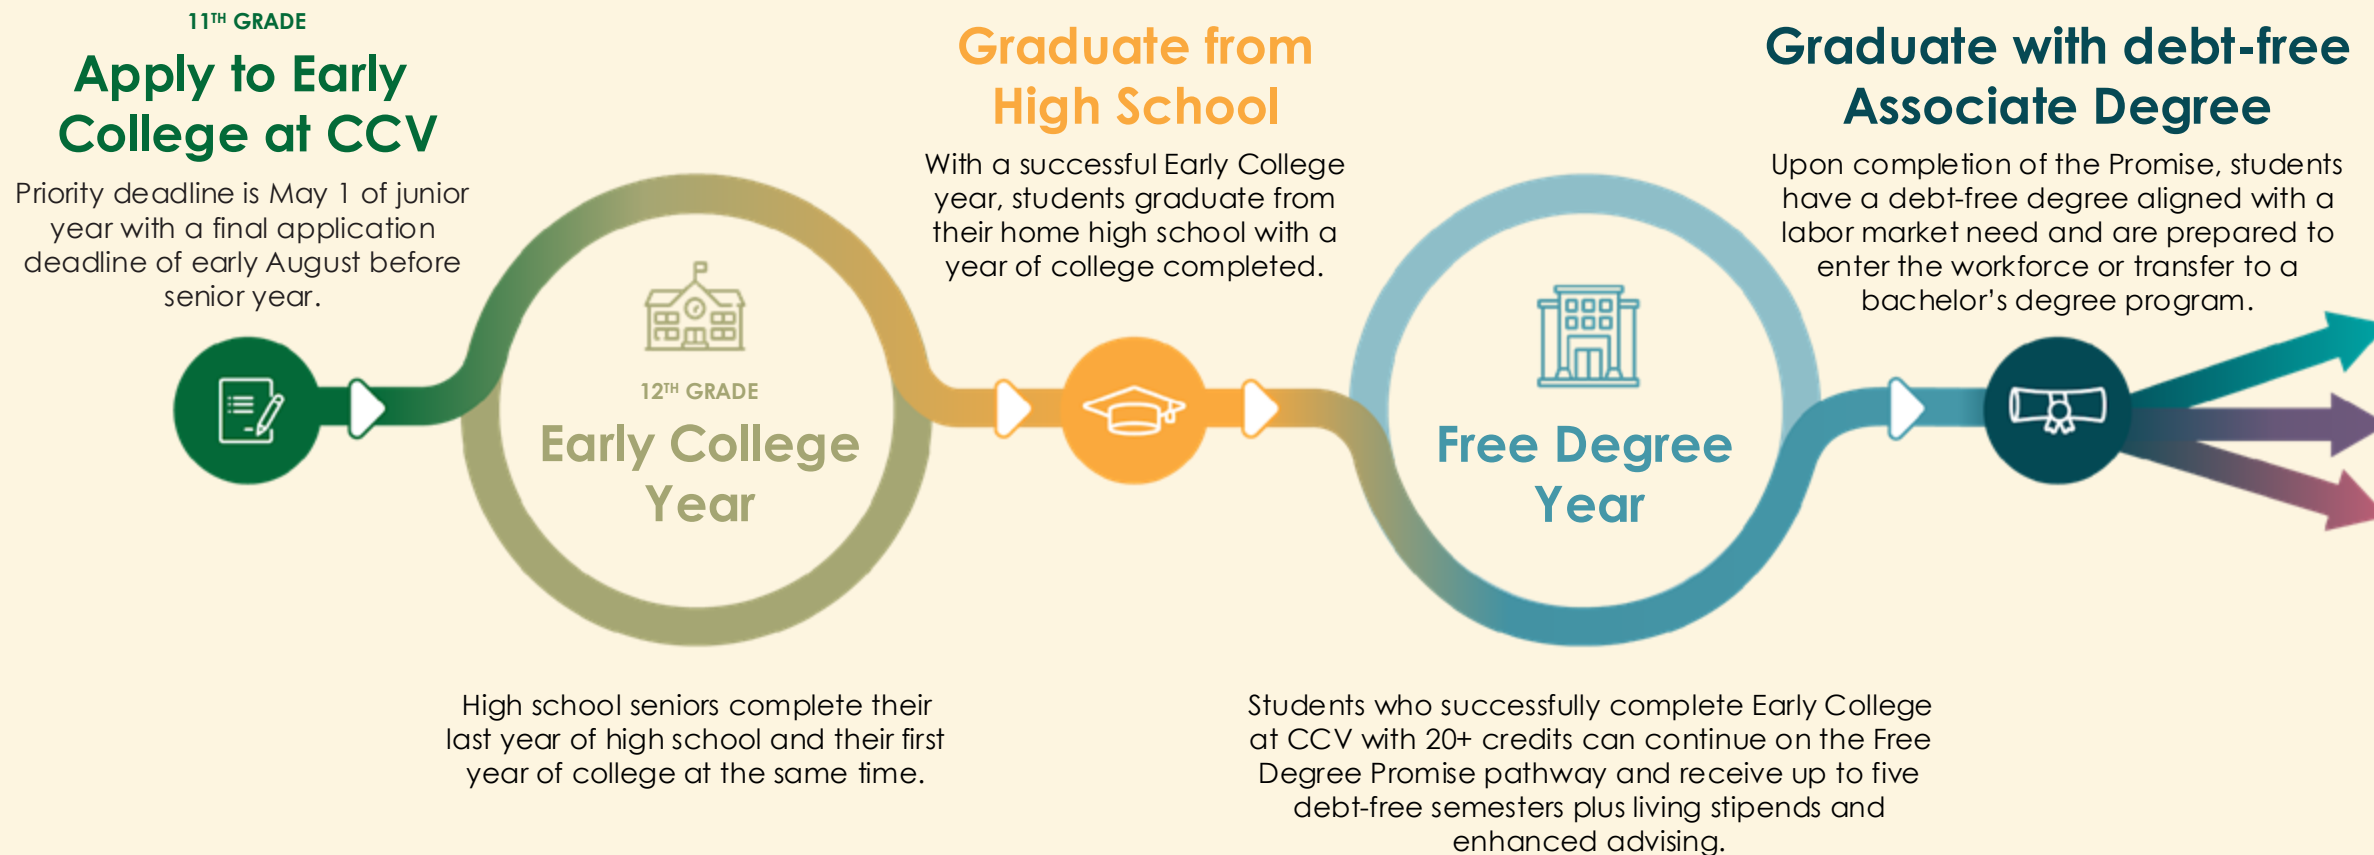 11TH GRADE
Apply to Early
College at CCV
Priority deadline is May 1 of junior
year with a final application
deadline of early August before
senior year.
12TH GRADE
Early College
Year
High school seniors complete their
last year of high school and their first
year of college at the same time.
Graduate from
High School
With a successful Early College
year, students graduate from
their home high school with a
year of college completed.
Free Degree
Year
Students who successfully complete Early College
at CCV with 20+ credits can continue on the Free
Degree Promise pathway and receive up to five
debt-free semesters plus living stipends and
enhanced advising.
Graduate with debt-free
Associate Degree
Upon completion of the Promise, students
have a debt-free degree aligned with a
labor market need and are prepared to
enter the workforce or transfer to a
bachelor’s degree program.